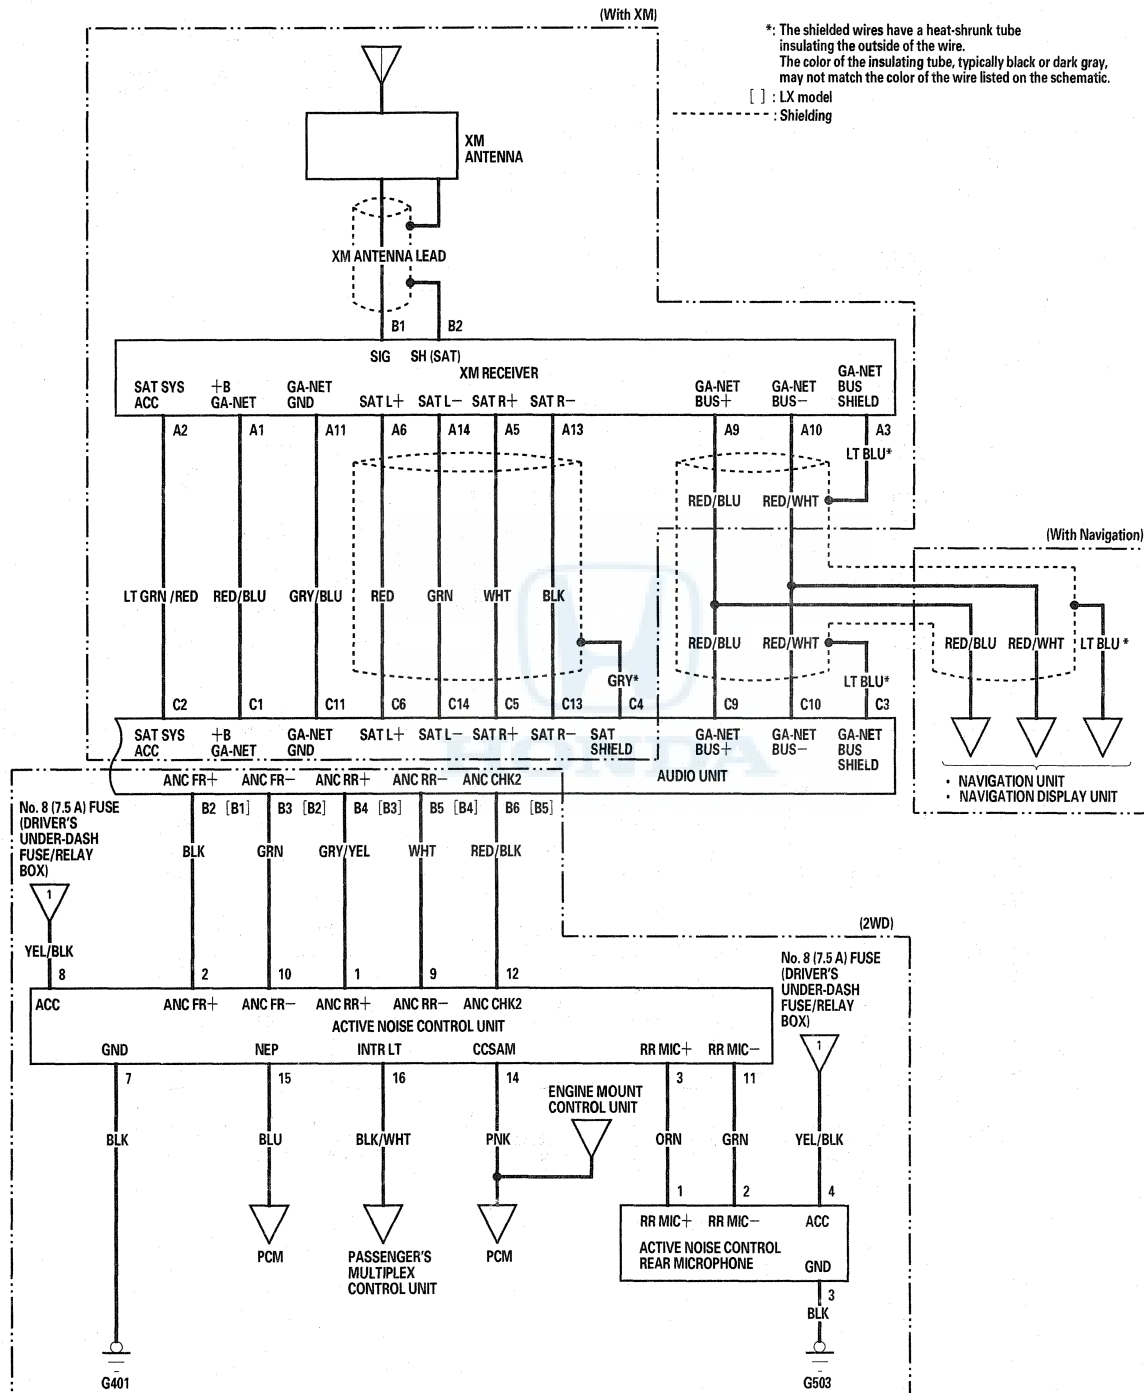 (With XM)
*: The shielded wires have a heat-shrunk tube
insulating the outside of the wire.
The color of the insulating tube, typically black or dark gray,
may not match the color of the wire listed on the schematic.
[ ] : LX model
: Shielding
XM
ANTENNA
XM ANTENNA LEAD
B1 B2
SIG SH (SAT)
XM RECEIVER
SAT SYS
ACC
+B
GA-NET
GA-NET
GND
SAT L+ SAT L− SAT R+ SAT R−
GA-NET
BUS+
GA-NET
BUS−
GA-NET
BUS
SHIELD
A2 A1 A11 A6 A14 A5 A13 A9 A10 A3
LT BLU*
RED/BLU RED/WHT
(With Navigation)
LT GRN /RED RED/BLU GRY/BLU RED GRN WHT BLK
RED/BLU RED/WHT RED/BLU RED/WHT LT BLU *
GRY* LT BLU*
C2 C1 C11 C6 C14 C5 C13 C4 C9 C10 C3
SAT SYS
ACC
+B
GA-NET
GA-NET
GND
SAT L+ SAT L− SAT R+ SAT R−
SAT
SHIELD
GA-NET
BUS+
GA-NET
BUS−
GA-NET
BUS
SHIELD
HONDA
AUDIO UNIT
• NAVIGATION UNIT
• NAVIGATION DISPLAY UNIT
ANC FR+ ANC FR− ANC RR+ ANC RR− ANC CHK2
B2 [B1] B3 [B2] B4 [B3] B5 [B4] B6 [B5]
No. 8 (7.5 A) FUSE
(DRIVER'S
UNDER-DASH
FUSE/RELAY
BOX)
1
YEL/BLK
BLK GRN GRY/YEL WHT RED/BLK
(2WD)
8 2 10 1 9 12
ACC ANC FR+ ANC FR− ANC RR+ ANC RR− ANC CHK2
ACTIVE NOISE CONTROL UNIT
GND NEP INTR LT CCSAM RR MIC+ RR MIC−
7 15 16 14 3 11
No. 8 (7.5 A) FUSE
(DRIVER'S
UNDER-DASH
FUSE/RELAY
BOX)
1
ENGINE MOUNT
CONTROL UNIT
BLK BLU BLK/WHT PNK ORN GRN YEL/BLK
1 2 4
RR MIC+ RR MIC− ACC
ACTIVE NOISE CONTROL
REAR MICROPHONE
GND
3
BLK
PCM
PASSENGER'S
MULTIPLEX
CONTROL UNIT
PCM
G401
G503